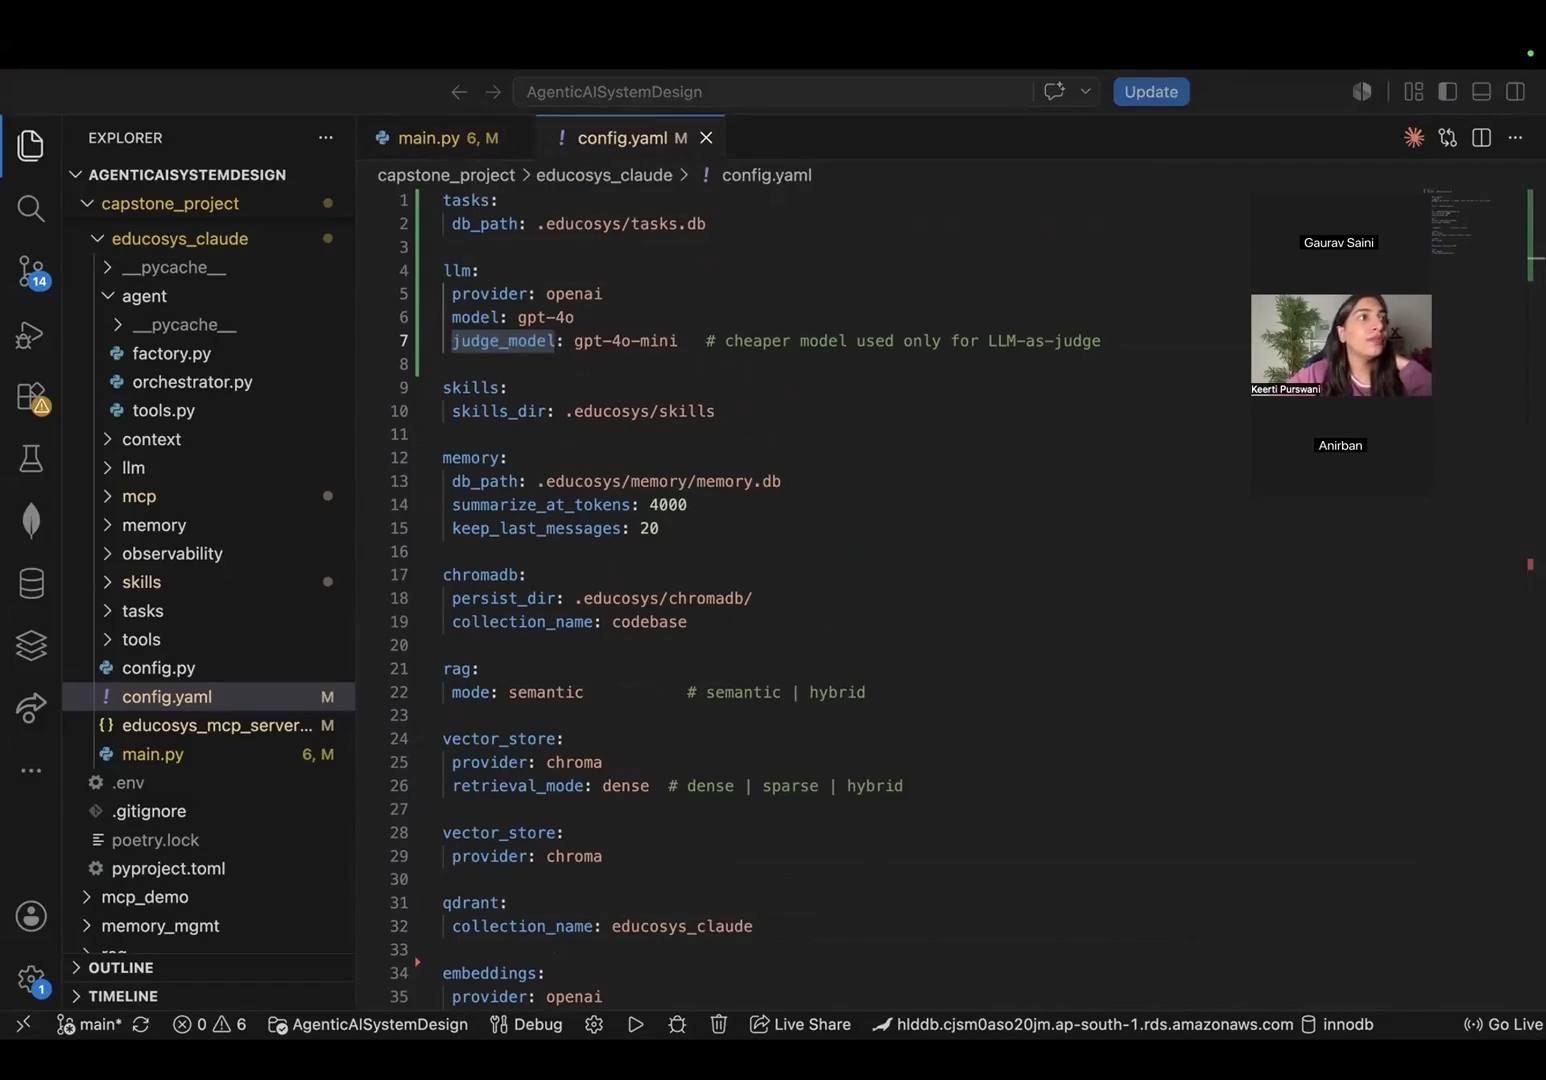 AgenticAISystemDesign
Update
EXPLORER
AGENTICAISYSTEMDESIGN
capstone_project
educosys_claude
__pycache__
agent
__pycache__
factory.py
orchestrator.py
tools.py
context
llm
mcp
memory
observability
skills
tasks
tools
config.py
config.yaml M
educosys_mcp_server... M
main.py 6, M
.env
.gitignore
poetry.lock
pyproject.toml
mcp_demo
memory_mgmt
OUTLINE
TIMELINE
14
1
main.py 6, M
config.yaml M
capstone_project > educosys_claude > ! config.yaml
1 tasks:
2 db_path: .educosys/tasks.db
3
4 llm:
5 provider: openai
6 model: gpt-4o
7 judge_model: gpt-4o-mini # cheaper model used only for LLM-as-judge
8
9 skills:
10 skills_dir: .educosys/skills
11
12 memory:
13 db_path: .educosys/memory/memory.db
14 summarize_at_tokens: 4000
15 keep_last_messages: 20
16
17 chromadb:
18 persist_dir: .educosys/chromadb/
19 collection_name: codebase
20
21 rag:
22 mode: semantic # semantic | hybrid
23
24 vector_store:
25 provider: chroma
26 retrieval_mode: dense # dense | sparse | hybrid
27
28 vector_store:
29 provider: chroma
30
31 qdrant:
32 collection_name: educosys_claude
33
34 embeddings:
35 provider: openai
Gaurav Saini
Keerti Purswani
Anirban
main* 0 6 AgenticAISystemDesign Debug Live Share hlddb.cjsm0aso20jm.ap-south-1.rds.amazonaws.com innodb Go Live